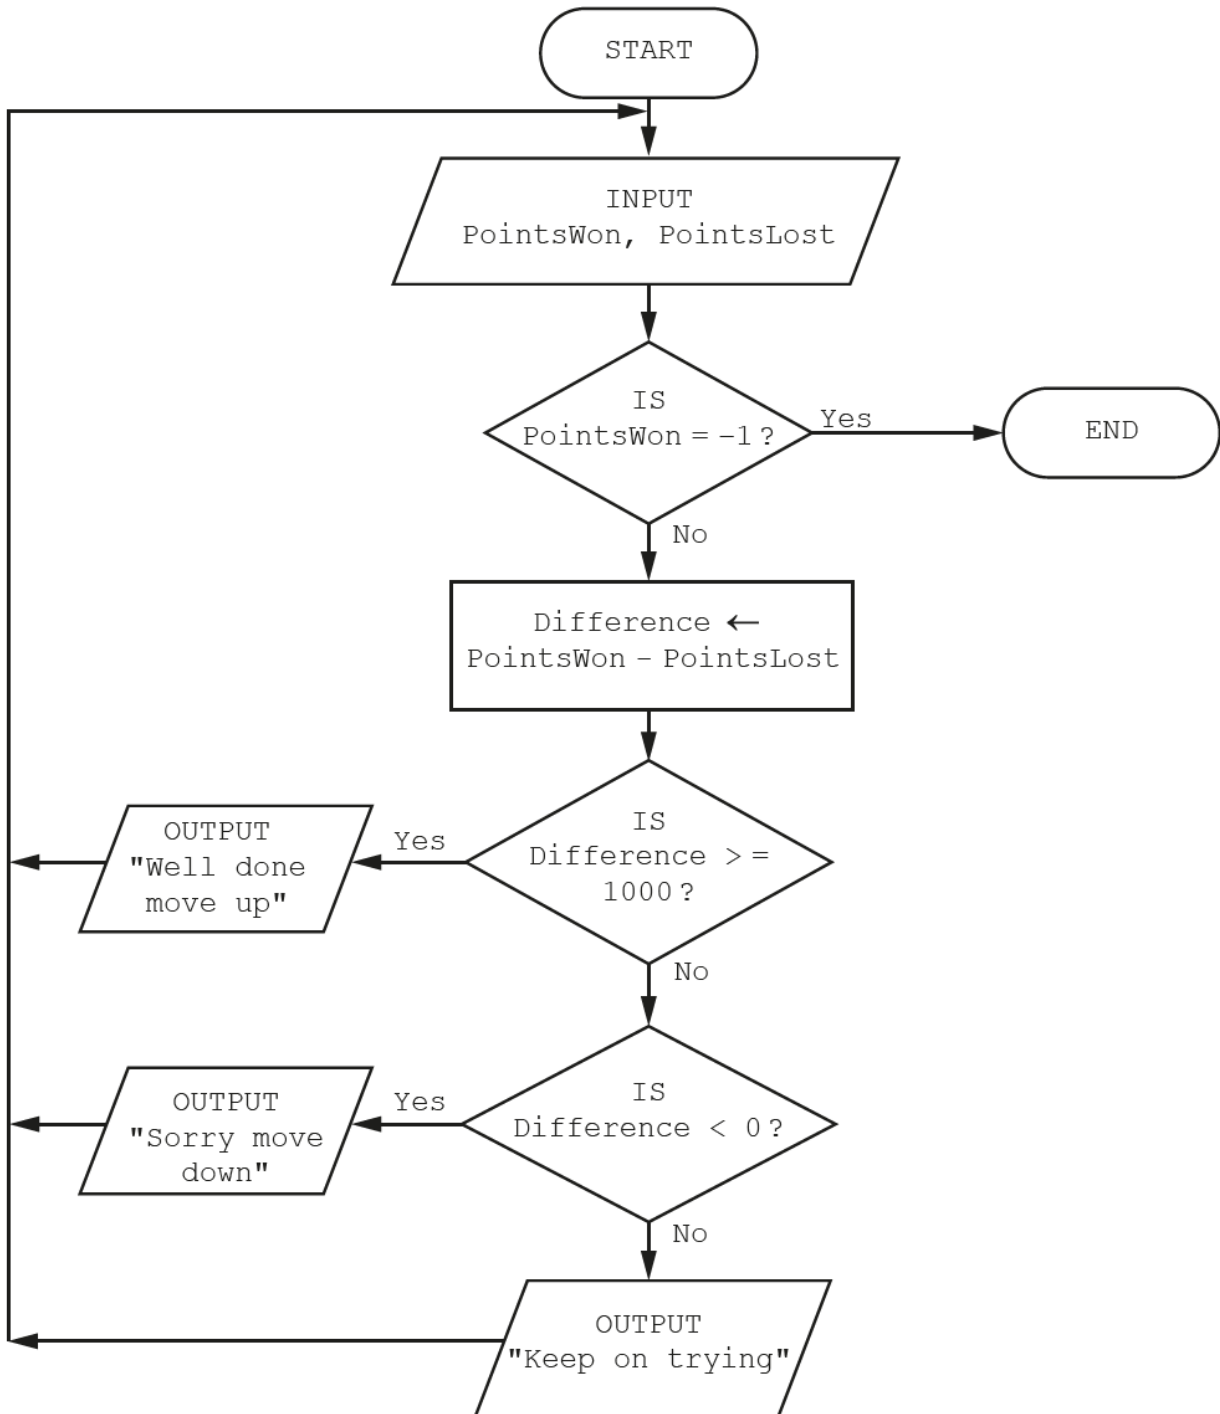 START
INPUT
PointsWon, PointsLost
IS
PointsWon = –1 ?
Yes
END
No
Difference ←
PointsWon – PointsLost
IS
Difference > =
1000 ?
Yes
OUTPUT
"Well done
move up"
No
IS
Difference < 0 ?
Yes
OUTPUT
"Sorry move
down"
No
OUTPUT
"Keep on trying"